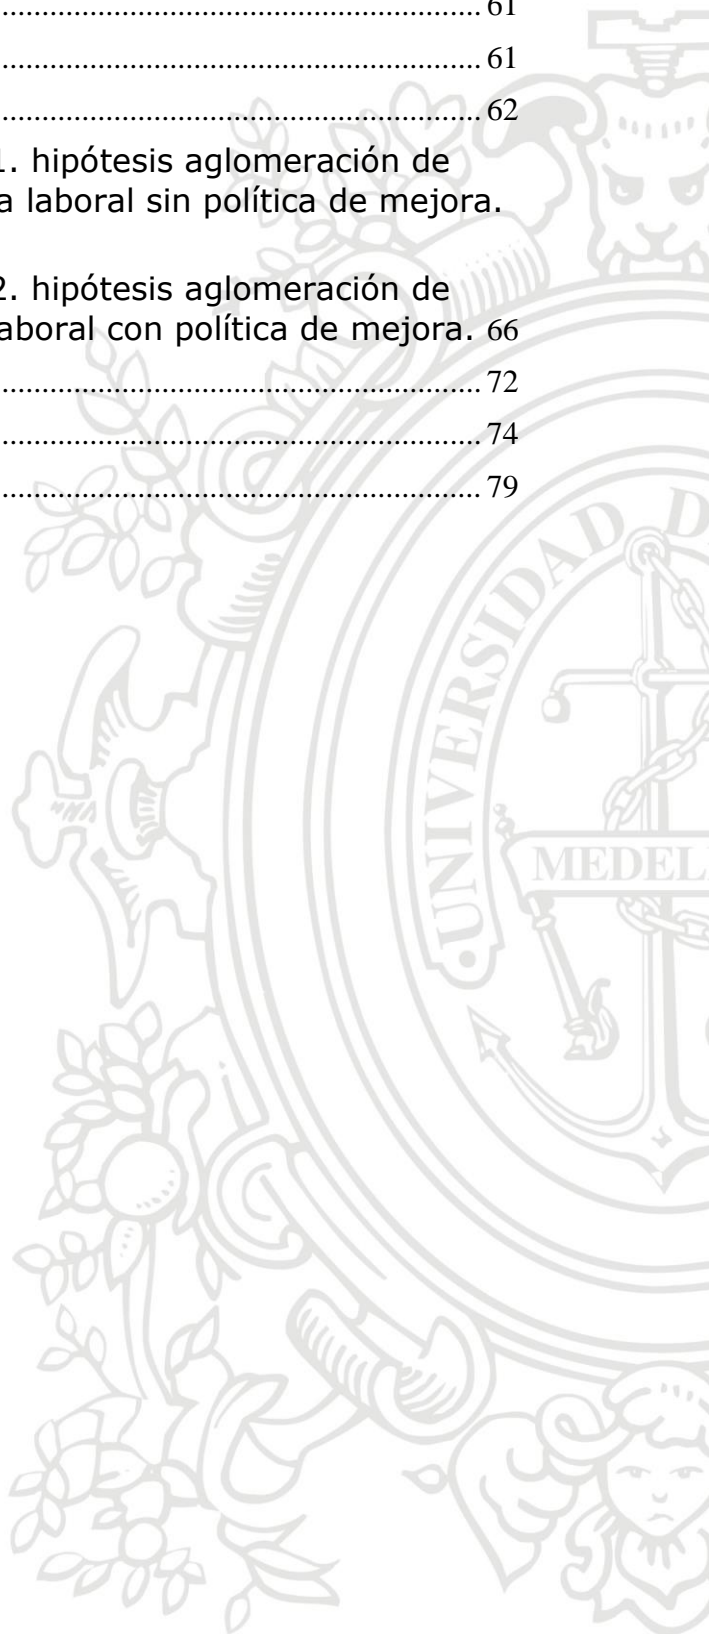 61
........ 61
........ 62
1. hipótesis aglomeración de
a laboral sin política de mejora.
2. hipótesis aglomeración de
laboral con política de mejora. 66
........ 72
........ 74
........ 79
UNIVERSIDAD D
MEDEL